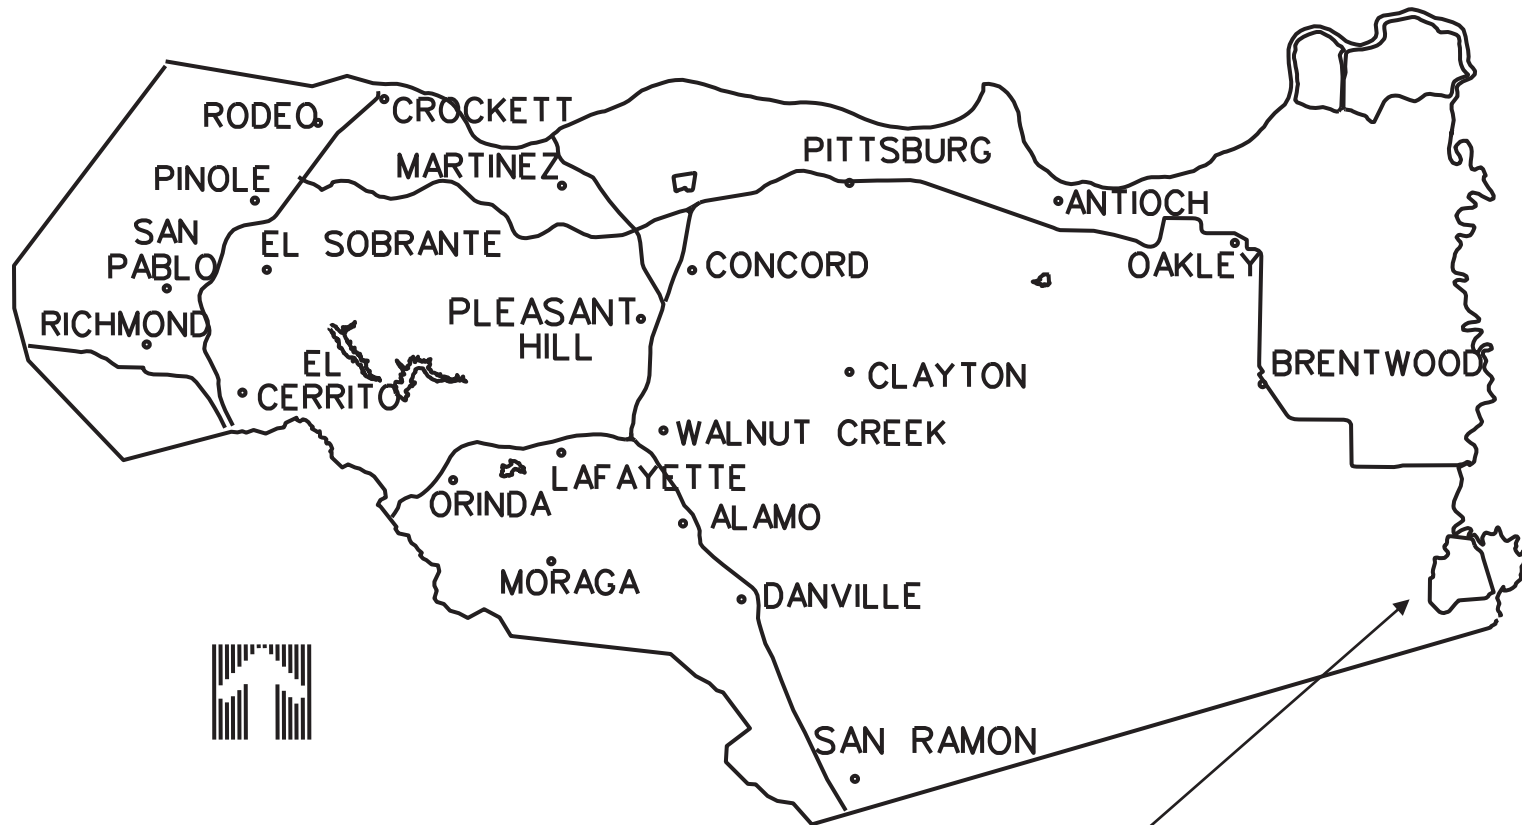 RODEO
CROCKETT
PITTSBURG
MARTINEZ
PINOLE
ANTIOCH
SAN
PABLO
EL SOBRANTE
CONCORD
OAKLEY
PLEASANT
HILL
RICHMOND
EL
CERRITO
CLAYTON
BRENTWOOD
WALNUT CREEK
LAFAYETTE
ORINDA
ALAMO
MORAGA
DANVILLE
SAN RAMON